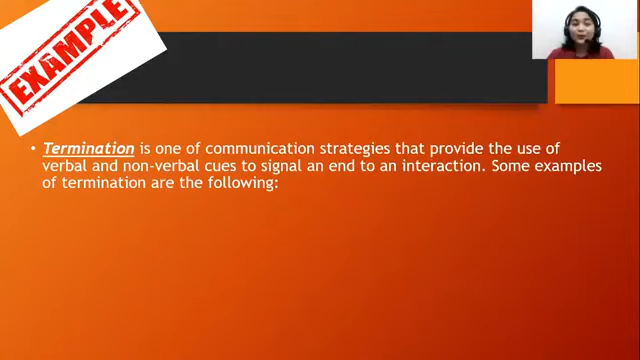 EXAMPLE
• Termination is one of communication strategies that provide the use of
verbal and non-verbal cues to signal an end to an interaction. Some examples
of termination are the following: